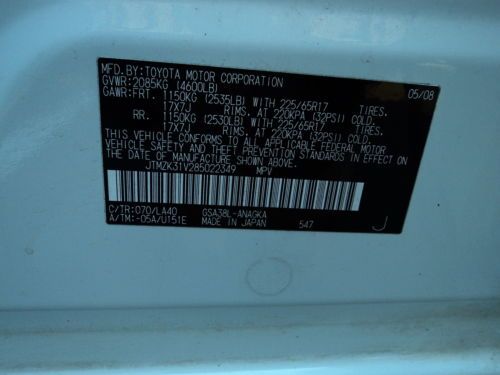 MFD.BY:TOYOTA MOTOR CORPORATION 05/08
GVWR:2085KG (4600LB)
GAWR:FRT. 1150KG (2535LB) WITH 225/65R17 TIRES.
17X7J RIMS. AT 220KPA (32PSI) COLD.
RR. 1150KG (2530LB) WITH 225/65R17 TIRES.
17X7J RIMS. AT 220KPA (32PSI) COLD.
THIS VEHICLE CONFORMS TO ALL APPLICABLE FEDERAL MOTOR
VEHICLE SAFETY AND THEFT PREVENTION STANDARDS IN EFFECT
ON THE DATE OF MANUFACTURE SHOWN ABOVE.
JTMZK31V285022349 MPV
C/TR:070/LA40 GSA38L-ANAGKA
A/TM:-05A/U151E MADE IN JAPAN 547 J